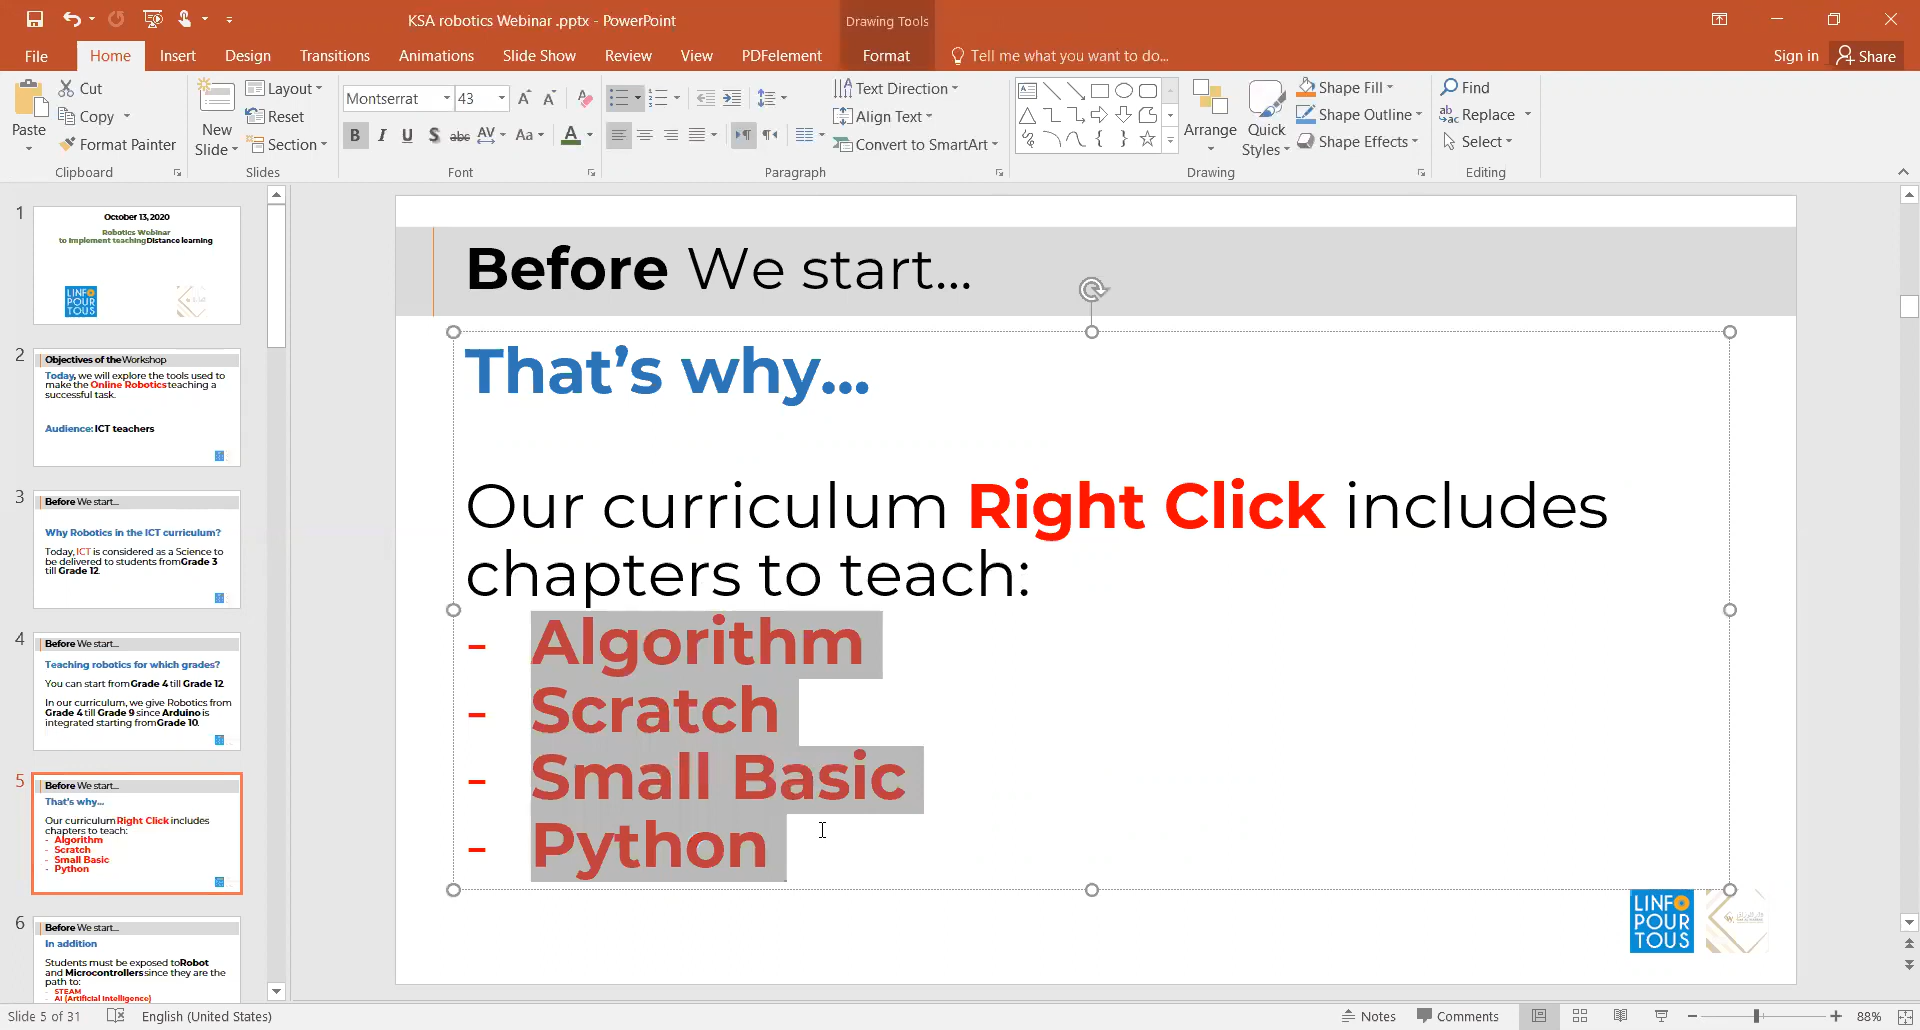 KSA robotics Webinar .pptx - PowerPoint
Drawing Tools
File
Home
Insert
Design
Transitions
Animations
Slide Show
Review
View
PDFelement
Format
Tell me what you want to do...
Sign in
Share
Paste
Cut
Copy
Format Painter
Clipboard
New
Slide
Layout
Reset
Section
Slides
Montserrat
43
B I U S abc AV Aa A
Font
Text Direction
Align Text
Convert to SmartArt
Paragraph
Arrange
Quick
Styles
Shape Fill
Shape Outline
Shape Effects
Drawing
Find
Replace
Select
Editing
1
October 13, 2020
Robotics Webinar
to Implement teaching Distance learning
LINFO
POUR
TOUS
2
Objectives of the Workshop
Today, we will explore the tools used to
make the Online Robotics teaching a
successful task.
Audience: ICT teachers
3
Before We start...
Why Robotics in the ICT curriculum?
Today, ICT is considered as a Science to
be delivered to students from Grade 3
till Grade 12.
4
Before We start...
Teaching robotics for which grades?
You can start from Grade 4 till Grade 12
In our curriculum, we give Robotics from
Grade 4 till Grade 9 since Arduino is
integrated starting from Grade 10.
5
Before We start...
That's why...
Our curriculum Right Click includes
chapters to teach:
- Algorithm
- Scratch
- Small Basic
- Python
6
Before We start...
In addition
Students must be exposed to Robot
and Microcontrollers since they are the
path to:
- STEAM
- AI (Artificial Intelligence)
Before We start...
That’s why...
Our curriculum Right Click includes
chapters to teach:
- Algorithm
- Scratch
- Small Basic
- Python
LINFO
POUR
TOUS
Slide 5 of 31
English (United States)
Notes
Comments
88%